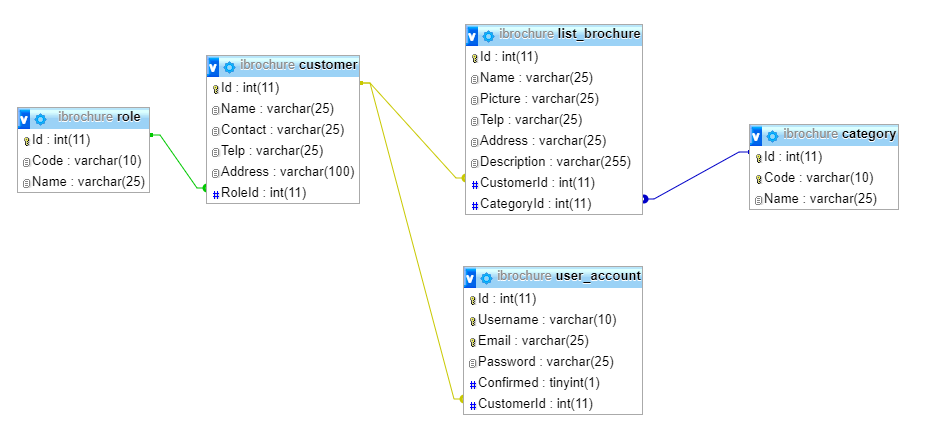 ibrochure role
Id : int(11)
Code : varchar(10)
Name : varchar(25)
ibrochure customer
Id : int(11)
Name : varchar(25)
Contact : varchar(25)
Telp : varchar(25)
Address : varchar(100)
RoleId : int(11)
ibrochure list_brochure
Id : int(11)
Name : varchar(25)
Picture : varchar(25)
Telp : varchar(25)
Address : varchar(25)
Description : varchar(255)
CustomerId : int(11)
CategoryId : int(11)
ibrochure category
Id : int(11)
Code : varchar(10)
Name : varchar(25)
ibrochure user_account
Id : int(11)
Username : varchar(10)
Email : varchar(25)
Password : varchar(25)
Confirmed : tinyint(1)
CustomerId : int(11)